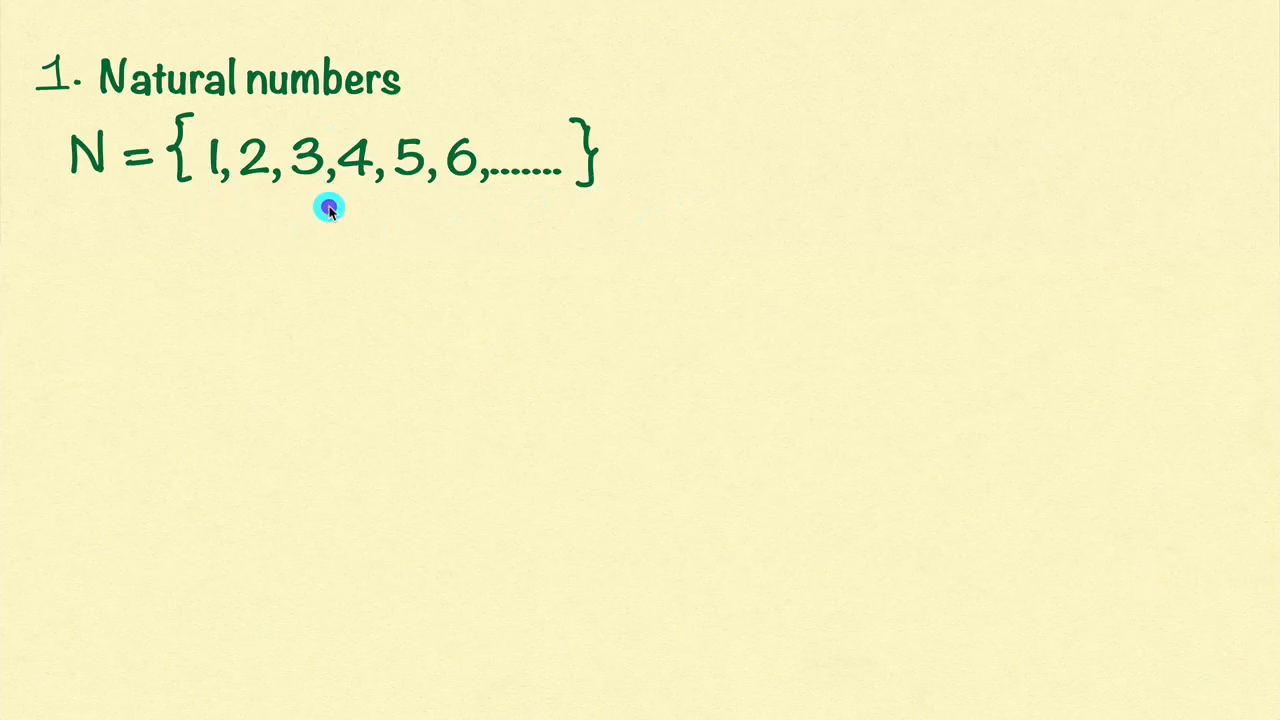 1. Natural numbers
N = { 1, 2, 3, 4, 5, 6, ....... }